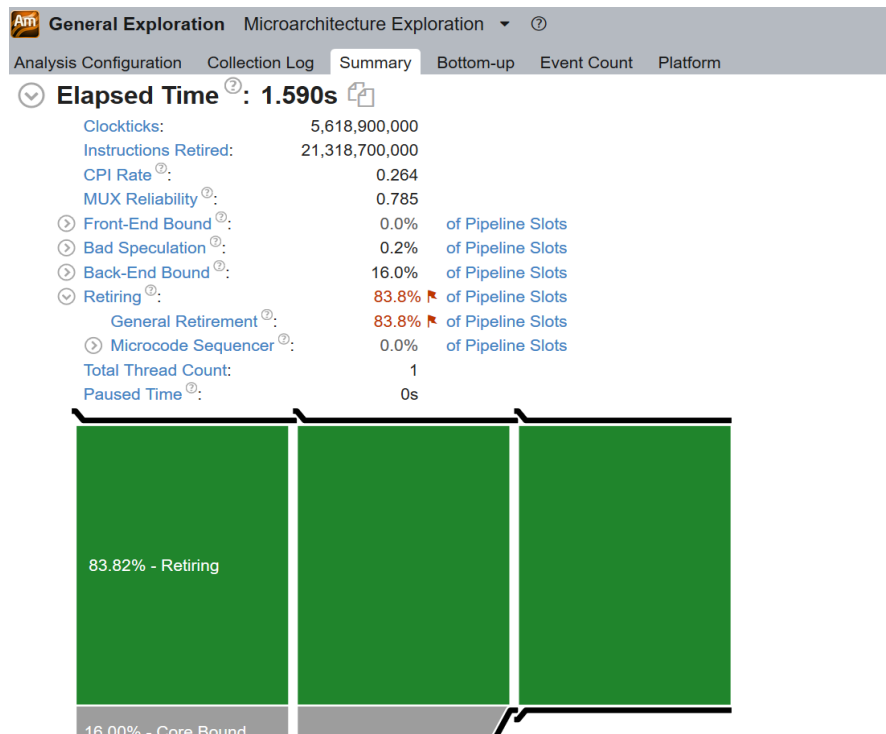 Am General Exploration Microarchitecture Exploration ?
Analysis Configuration Collection Log Summary Bottom-up Event Count Platform
Elapsed Time ?: 1.590s
Clockticks: 5,618,900,000
Instructions Retired: 21,318,700,000
CPI Rate ?: 0.264
MUX Reliability ?: 0.785
Front-End Bound ?: 0.0% of Pipeline Slots
Bad Speculation ?: 0.2% of Pipeline Slots
Back-End Bound ?: 16.0% of Pipeline Slots
Retiring ?: 83.8% of Pipeline Slots
General Retirement ?: 83.8% of Pipeline Slots
Microcode Sequencer ?: 0.0% of Pipeline Slots
Total Thread Count: 1
Paused Time ?: 0s
83.82% - Retiring
16.00% - Core Bound